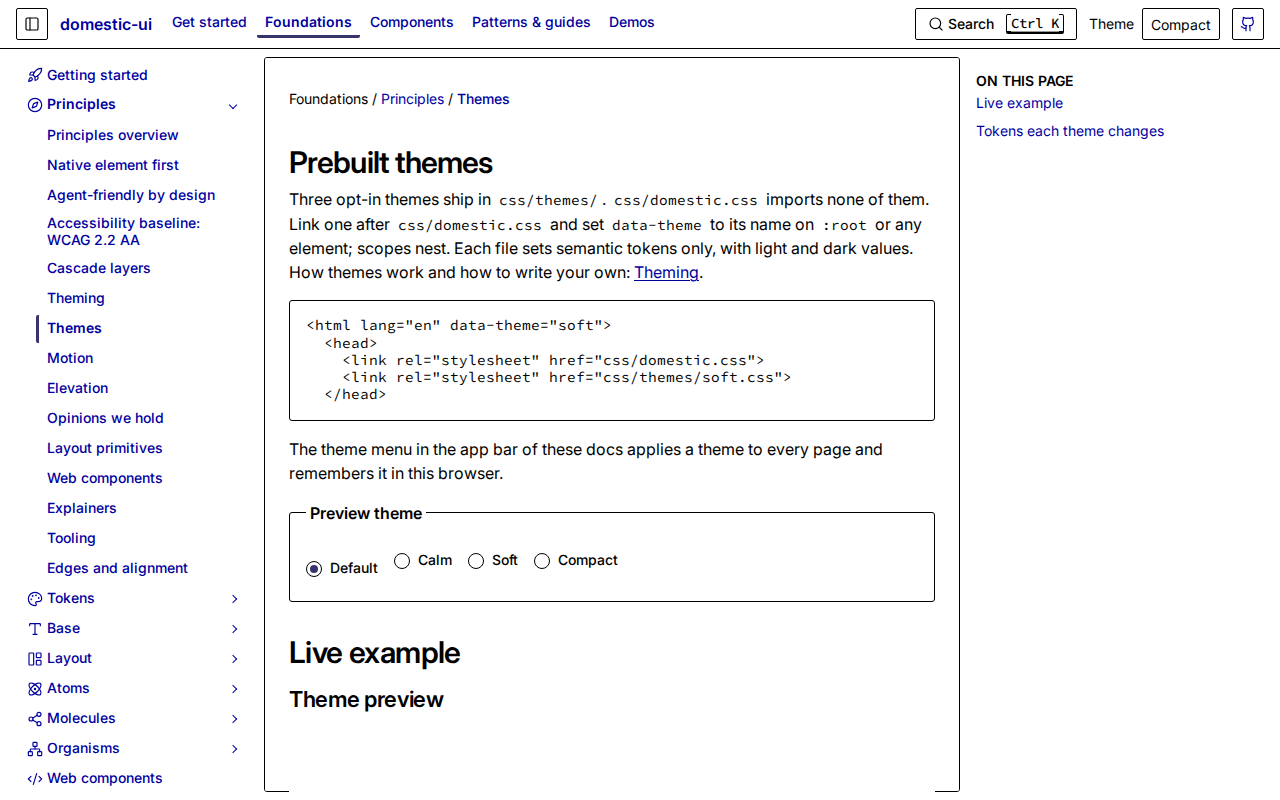 domestic-ui
Get started
Foundations
Components
Patterns & guides
Demos
Search
Ctrl K
Theme
Compact
Getting started
Principles
Principles overview
Native element first
Agent-friendly by design
Accessibility baseline:
WCAG 2.2 AA
Cascade layers
Theming
Themes
Motion
Elevation
Opinions we hold
Layout primitives
Web components
Explainers
Tooling
Edges and alignment
Tokens
Base
Layout
Atoms
Molecules
Organisms
Web components
Foundations / Principles / Themes
Prebuilt themes
Three opt-in themes ship in css/themes/. css/domestic.css imports none of them.
Link one after css/domestic.css and set data-theme to its name on :root or any
element; scopes nest. Each file sets semantic tokens only, with light and dark values.
How themes work and how to write your own: Theming.
<html lang="en" data-theme="soft">
  <head>
    <link rel="stylesheet" href="css/domestic.css">
    <link rel="stylesheet" href="css/themes/soft.css">
  </head>
The theme menu in the app bar of these docs applies a theme to every page and
remembers it in this browser.
Preview theme
Default
Calm
Soft
Compact
Live example
Theme preview
ON THIS PAGE
Live example
Tokens each theme changes